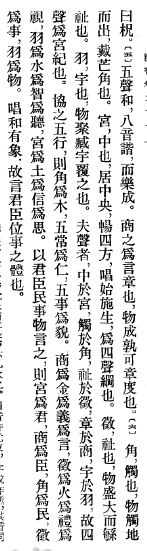 曰柷。〔五〕五聲和，八音諧，而樂成。商之爲言章也，物成孰可章度也。〔六〕角，觸也，物觸地
而出，戴芒角也。宮，中也，居中央，暢四方，唱始施生，爲四聲綱也。徵，祉也，物盛大而緐
祉也。羽，宇也，物聚臧宇覆之也。夫聲者，中於宮，觸於角，祉於徵，章於商，宇於羽，故四
聲爲宮紀也。協之五行，則角爲木，五常爲仁，五事爲貌。商爲金爲義爲言，徵爲火爲禮爲
視，羽爲水爲智爲聽，宮爲土爲信爲思。以君臣民事物言之，則宮爲君，商爲臣，角爲民，徵
爲事，羽爲物。唱和有象，故言君臣位事之體也。